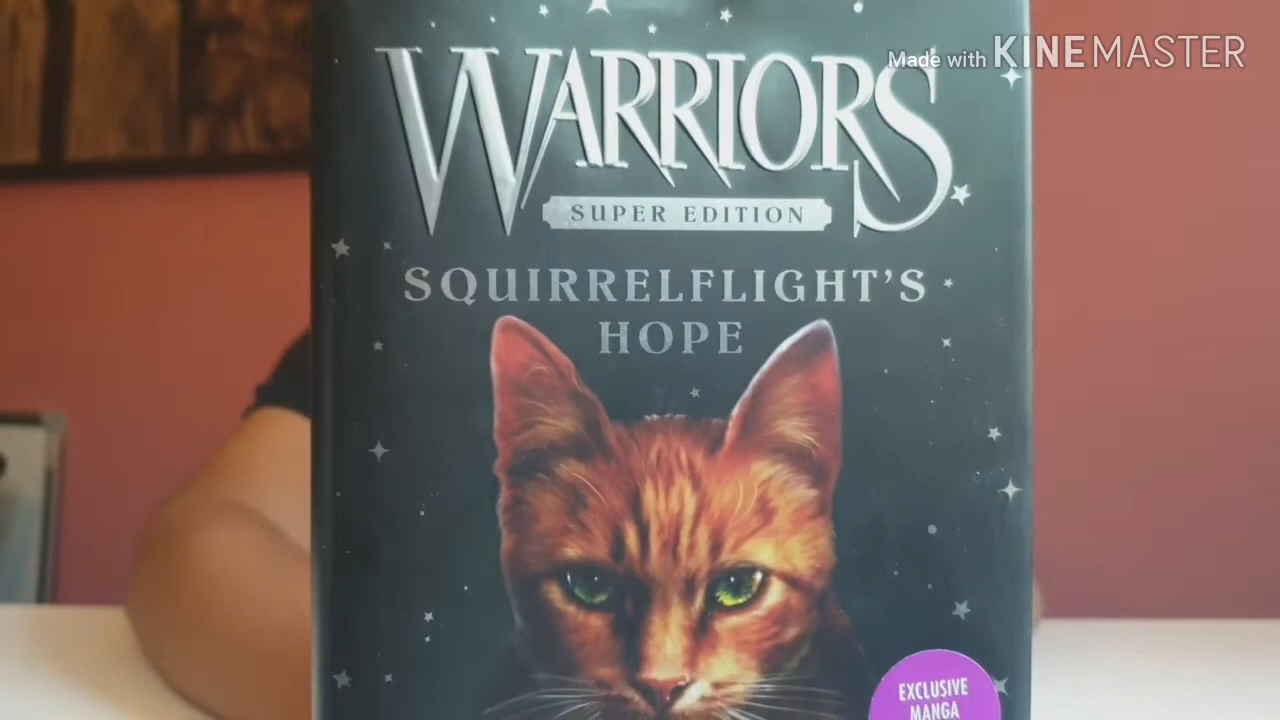 Made with KINEMASTER
WARRIORS
SUPER EDITION
SQUIRRELFLIGHT'S
HOPE
EXCLUSIVE
MANGA